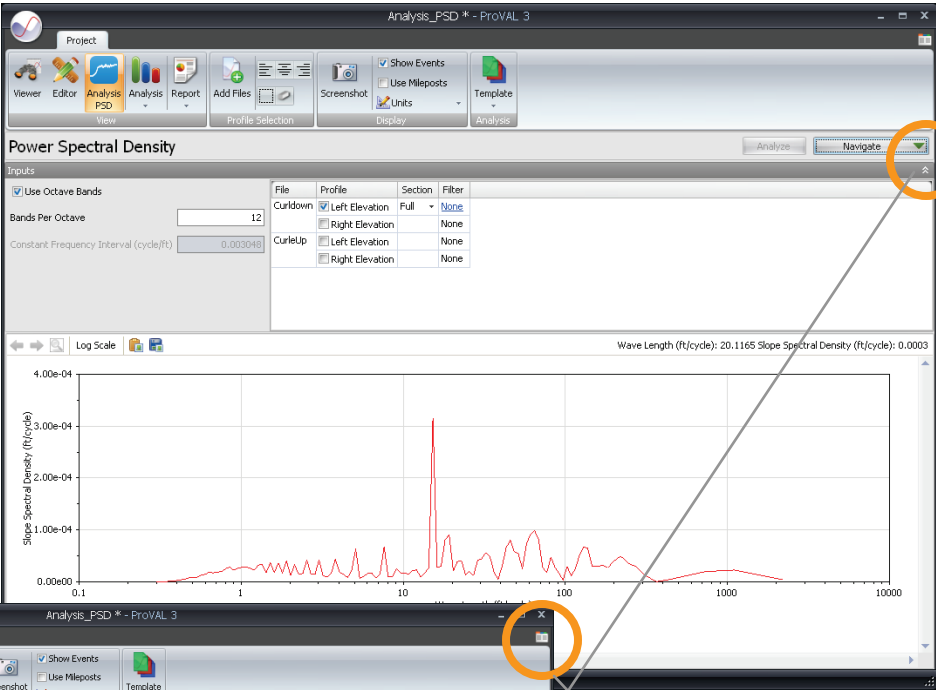 Analysis_PSD * - ProVAL 3
Project
Viewer Editor Analysis PSD Analysis Report
View
Add Files
Profile Selection
Screenshot
Show Events
Use Mileposts
Units
Display
Template
Analysis
Power Spectral Density
Analyze Navigate
Inputs
Use Octave Bands
Bands Per Octave 12
Constant Frequency Interval (cycle/ft) 0.003048
File Profile Section Filter
Curldown Left Elevation Full None
Right Elevation None
CurleUp Left Elevation None
Right Elevation None
Log Scale
Wave Length (ft/cycle): 20.1165 Slope Spectral Density (ft/cycle): 0.0003
Slope Spectral Density (ft/cycle)
4.00e-04
3.00e-04
2.00e-04
1.00e-04
0.00e00
0.1 1 10 100 1000 10000
Analysis_PSD * - ProVAL 3
Show Events
Use Mileposts
eenshot
Template